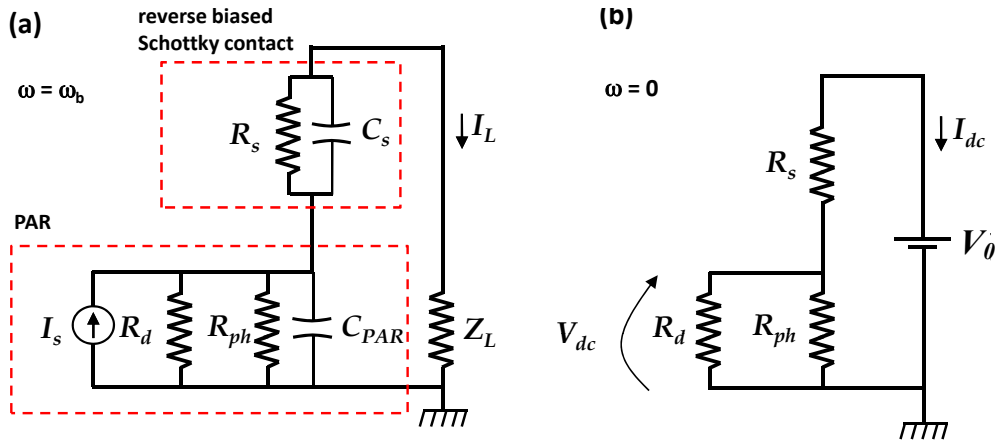 (a)
reverse biased
Schottky contact
ω = ω_b
R_s
C_s
I_L
PAR
I_s
R_d
R_ph
C_PAR
Z_L
(b)
ω = 0
I_dc
R_s
V_0
V_dc
R_d
R_ph